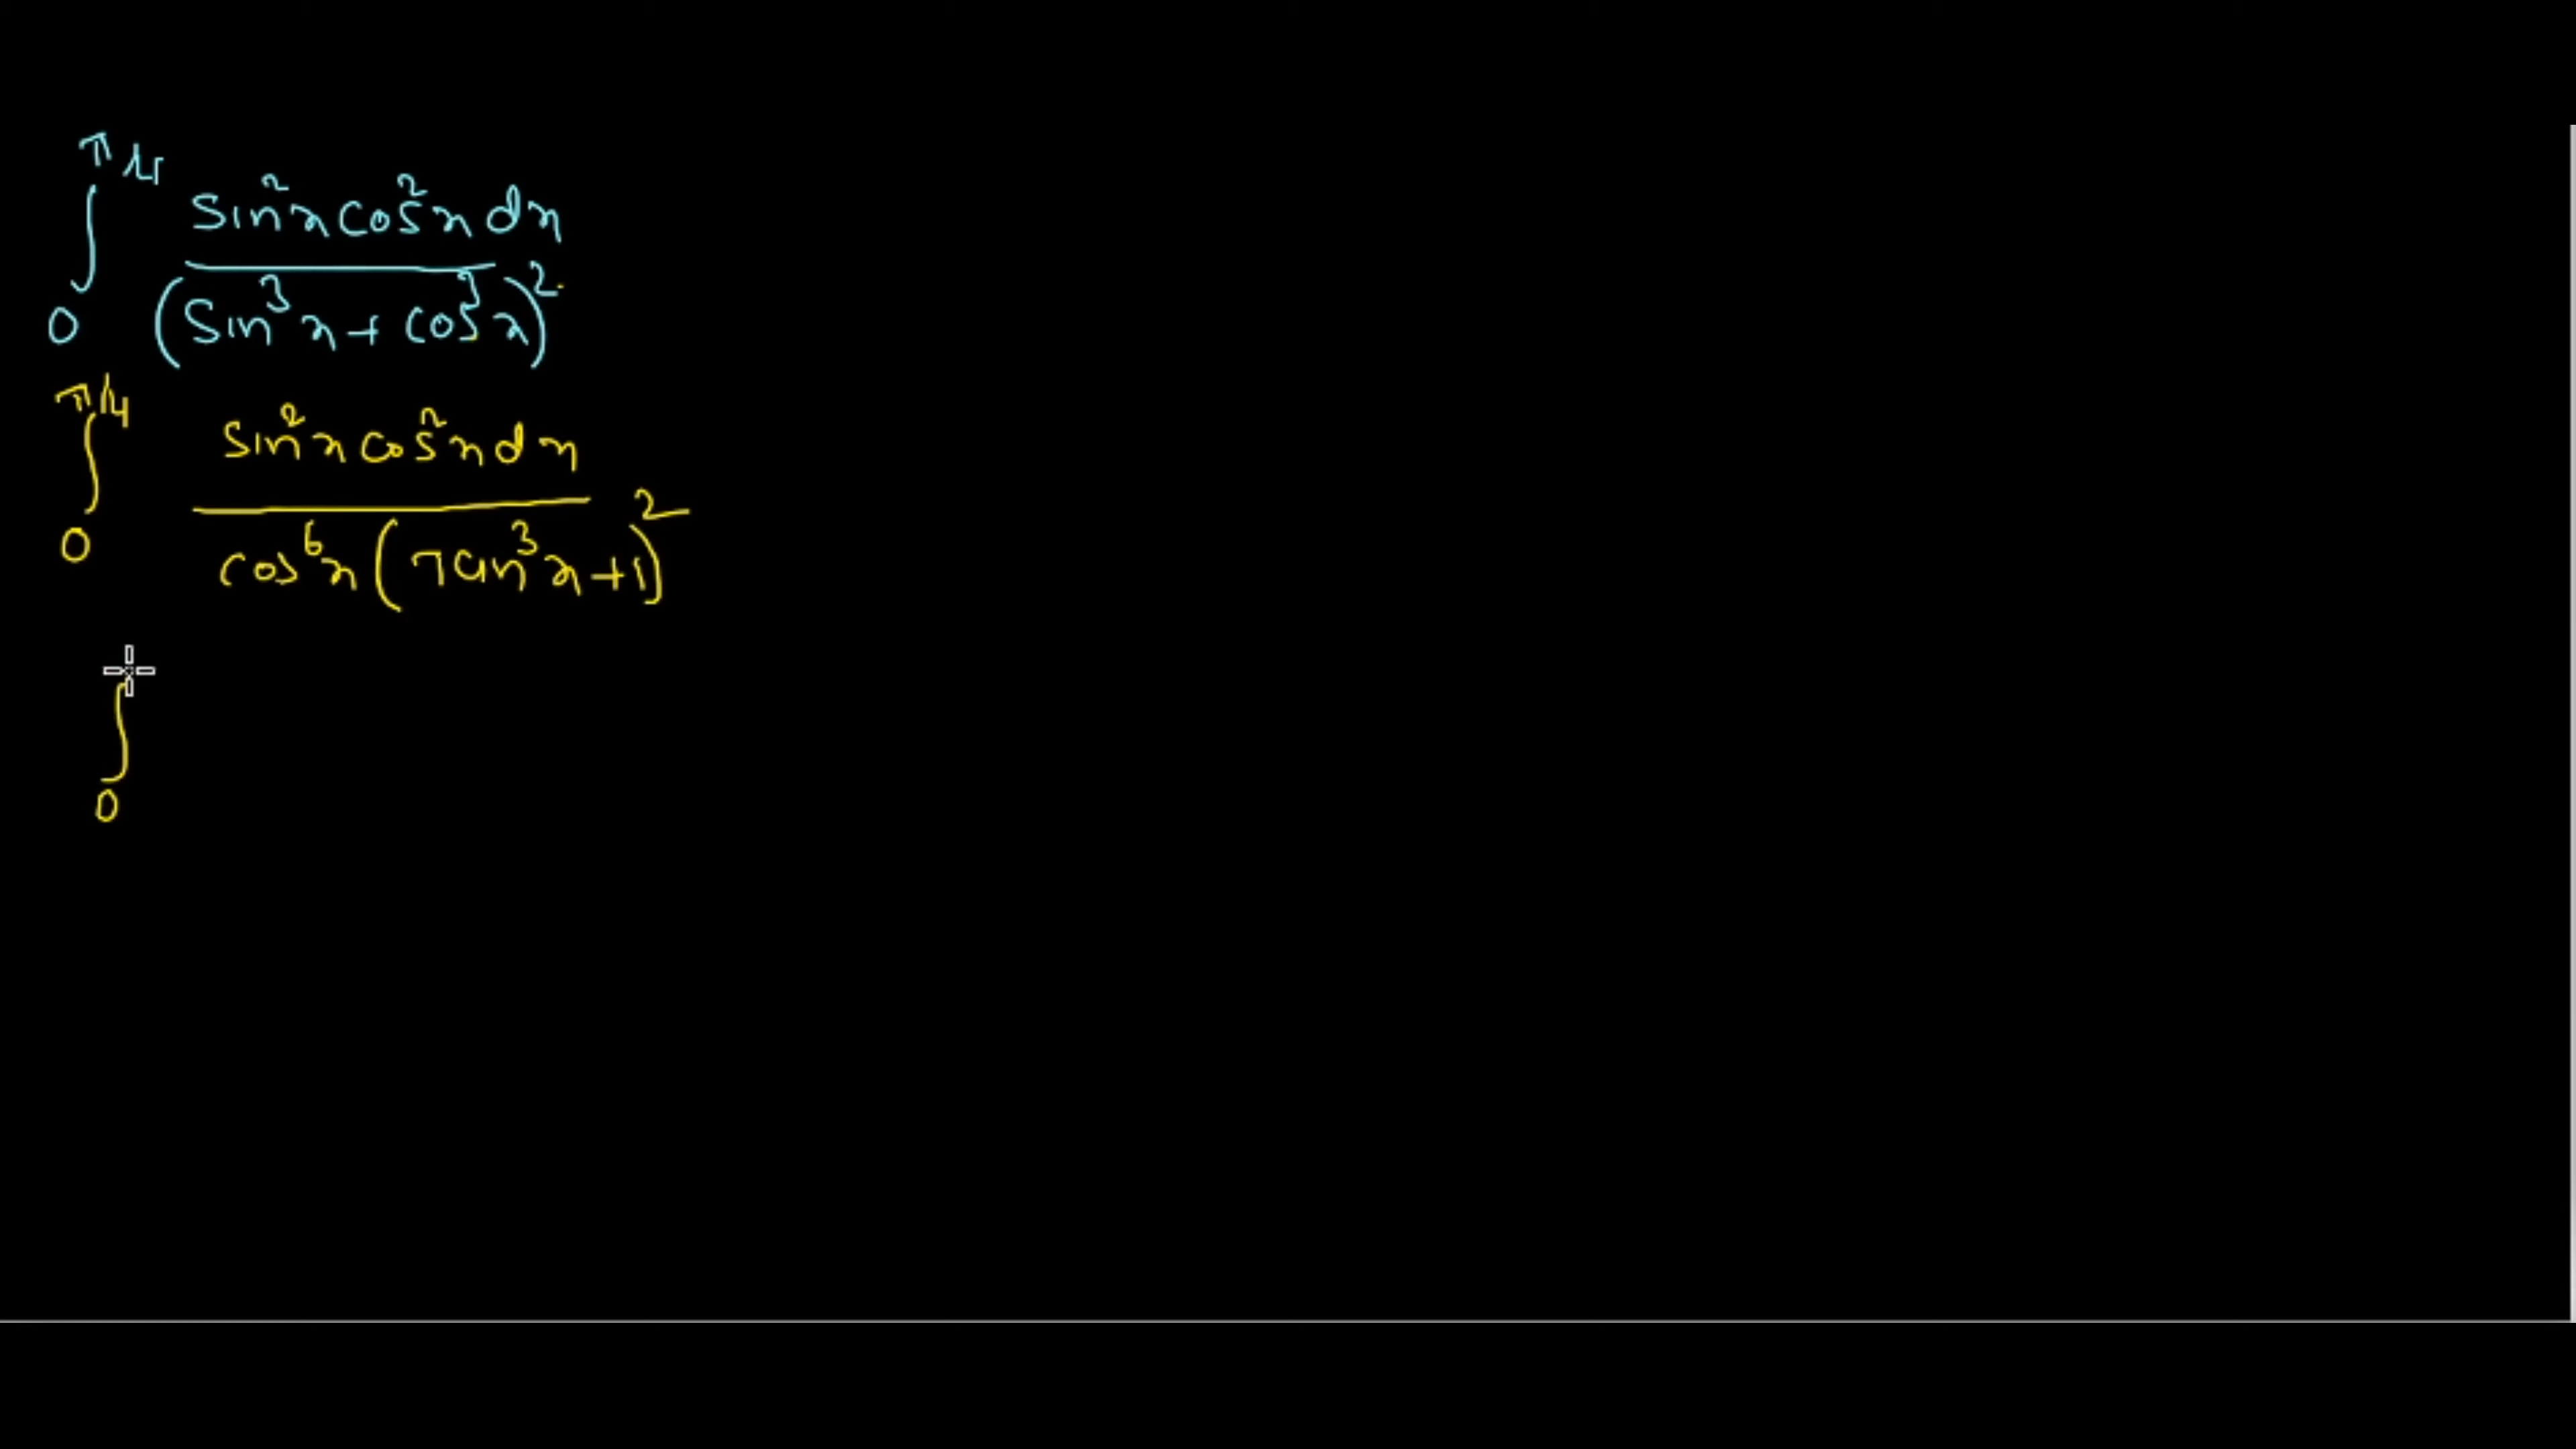 ∫₀^π/4 sin²x cos²x dx / (sin³x + cos³x)²
∫₀^π/4 sin²x cos²x dx / cos⁶x (Tan³x + 1)²
∫₀